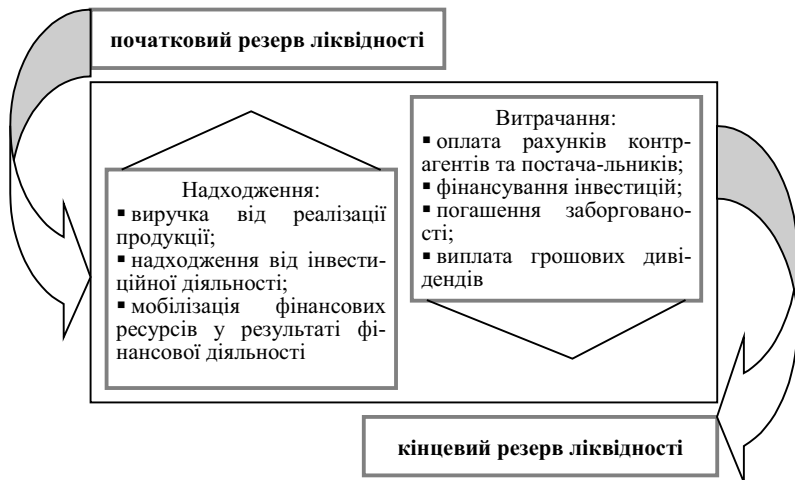 початковий резерв ліквідності
Надходження:
▪ виручка від реалізації
продукції;
▪ надходження від інвести-
ційної діяльності;
▪ мобілізація фінансових
ресурсів у результаті фі-
нансової діяльності
Витрачання:
▪ оплата рахунків контр-
агентів та постача-льників;
▪ фінансування інвестицій;
▪ погашення заборговано-
сті;
▪ виплата грошових диві-
дендів
кінцевий резерв ліквідності